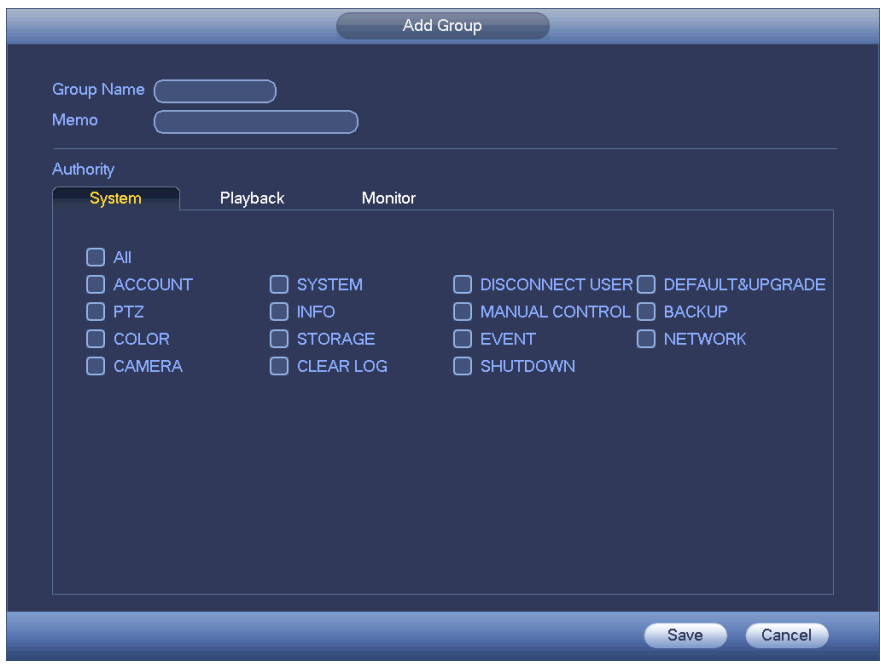 Add Group
Group Name
Memo
Authority
System Playback Monitor
All
ACCOUNT SYSTEM DISCONNECT USER DEFAULT&UPGRADE
PTZ INFO MANUAL CONTROL BACKUP
COLOR STORAGE EVENT NETWORK
CAMERA CLEAR LOG SHUTDOWN
Save Cancel